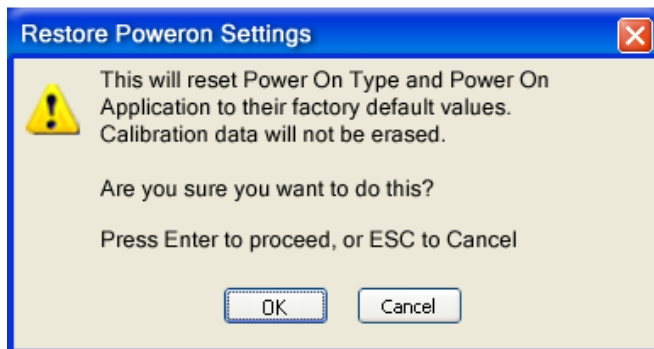 Restore Poweron Settings
This will reset Power On Type and Power On
Application to their factory default values.
Calibration data will not be erased.
Are you sure you want to do this?
Press Enter to proceed, or ESC to Cancel
OK
Cancel